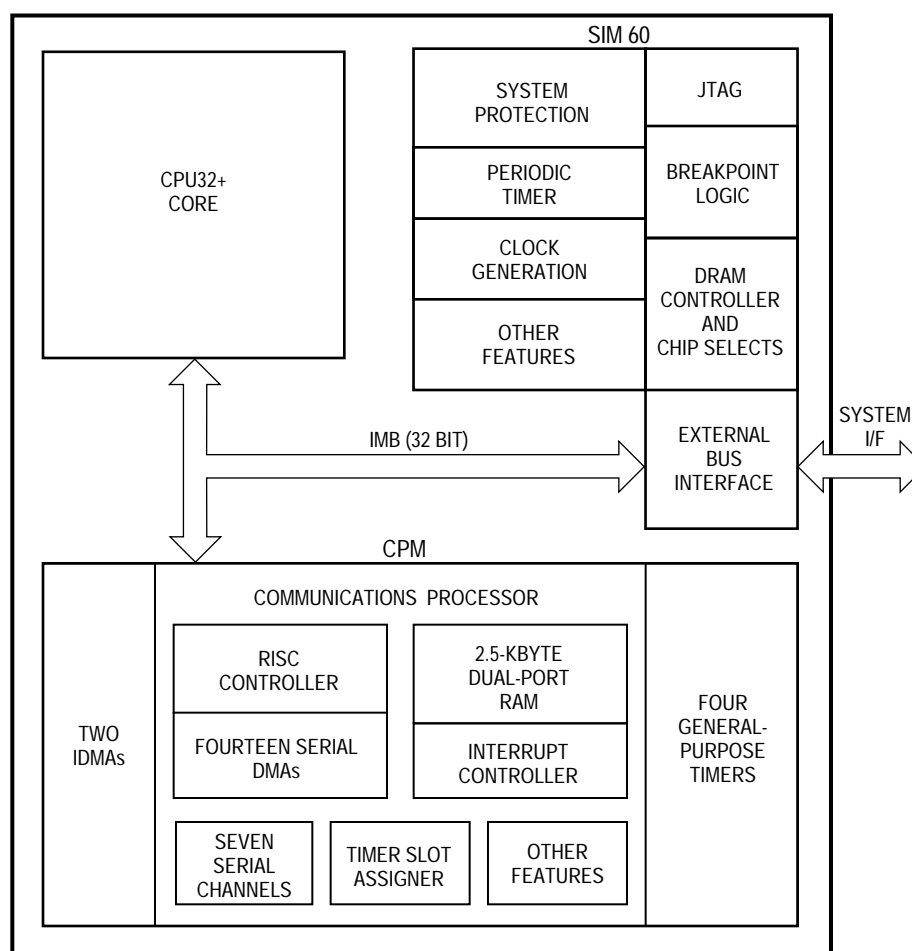 SIM 60
CPU32+
CORE
SYSTEM
PROTECTION
JTAG
PERIODIC
TIMER
BREAKPOINT
LOGIC
CLOCK
GENERATION
DRAM
CONTROLLER
AND
CHIP SELECTS
OTHER
FEATURES
IMB (32 BIT)
EXTERNAL
BUS
INTERFACE
SYSTEM
I/F
CPM
TWO
IDMAs
COMMUNICATIONS PROCESSOR
RISC
CONTROLLER
2.5-KBYTE
DUAL-PORT
RAM
FOURTEEN SERIAL
DMAs
INTERRUPT
CONTROLLER
SEVEN
SERIAL
CHANNELS
TIMER SLOT
ASSIGNER
OTHER
FEATURES
FOUR
GENERAL-
PURPOSE
TIMERS